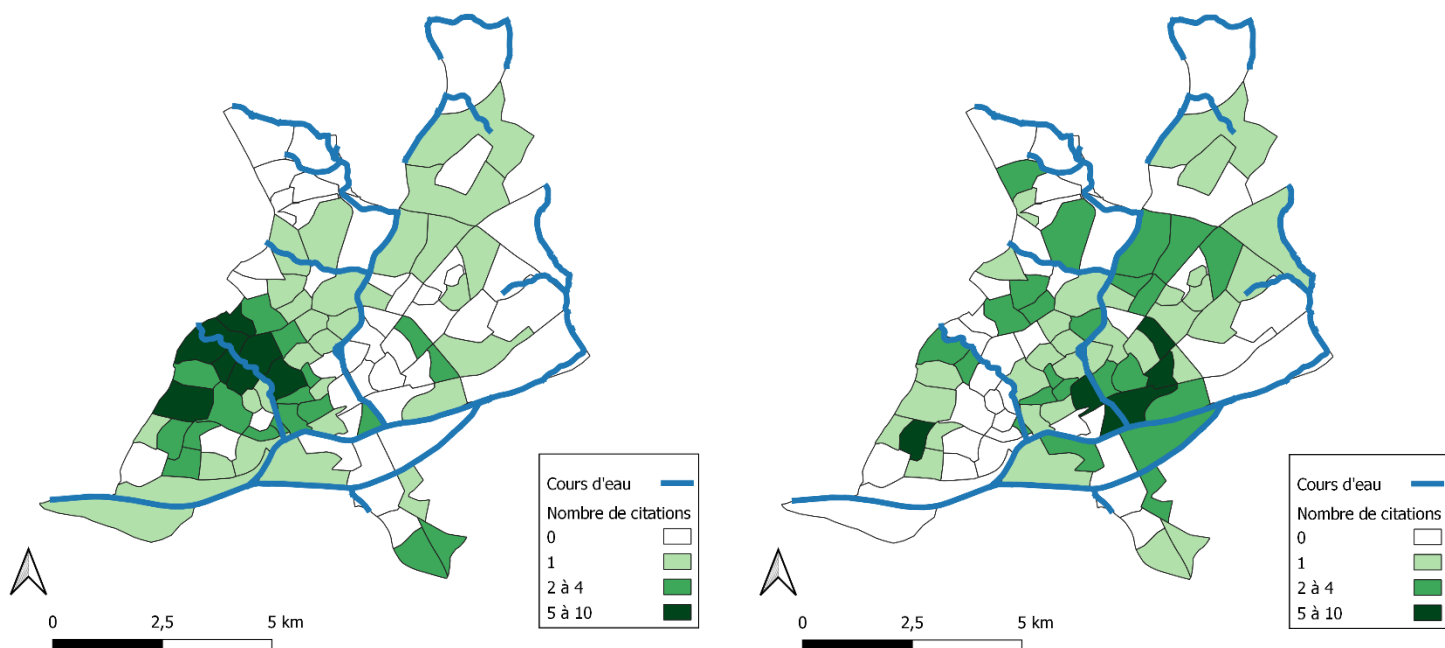 Cours d'eau
Nombre de citations
0
1
2 à 4
5 à 10
0 2,5 5 km
Cours d'eau
Nombre de citations
0
1
2 à 4
5 à 10
0 2,5 5 km